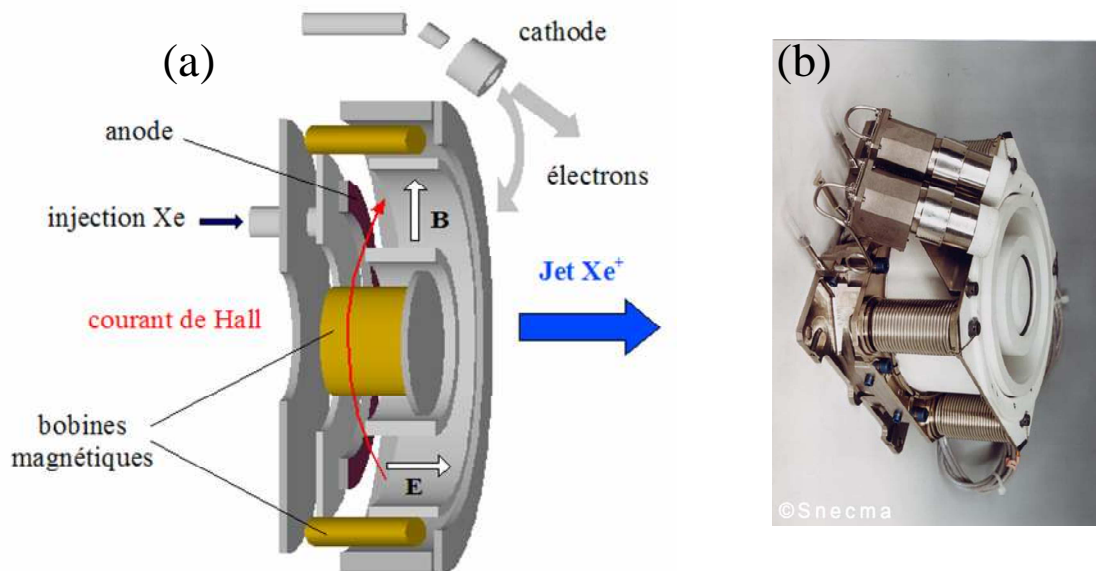 (a)
cathode
anode
électrons
injection Xe
B
Jet Xe+
courant de Hall
bobines
magnétiques
E
(b)
©Snecma